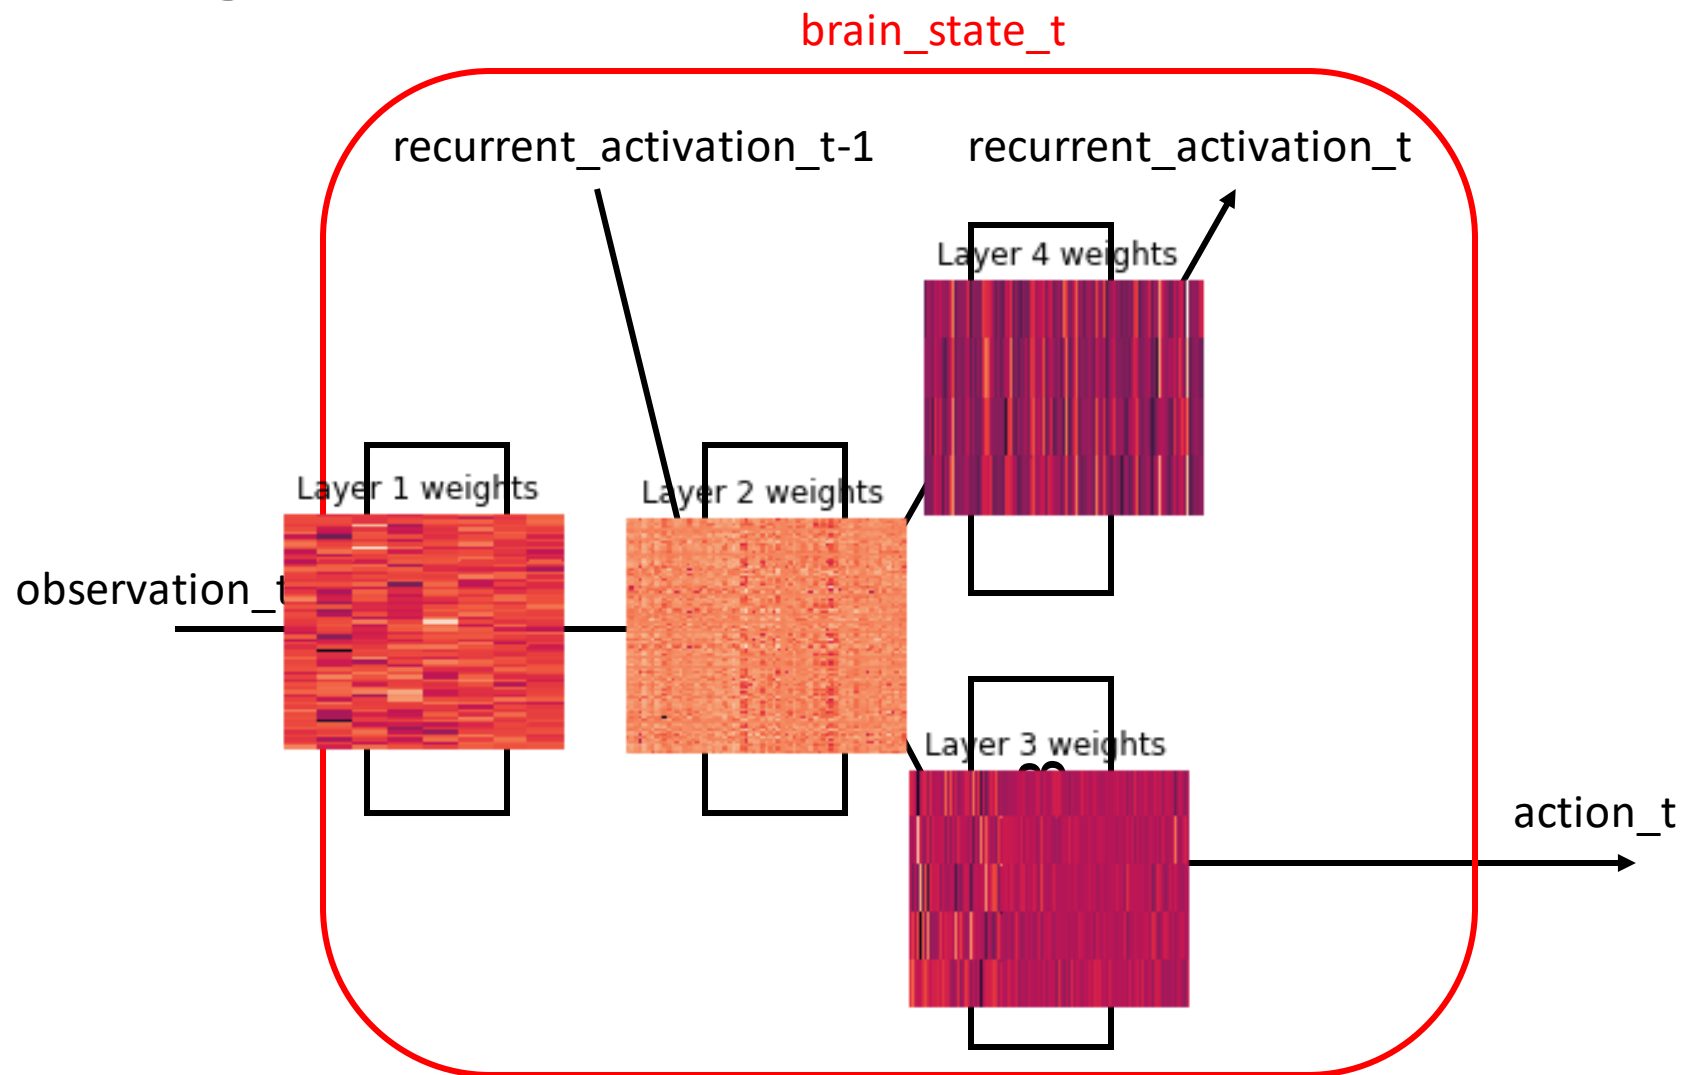 brain_state_t
recurrent_activation_t-1
recurrent_activation_t
Layer 4 weights
Layer 1 weights
Layer 2 weights
observation_t
Layer 3 weights
action_t